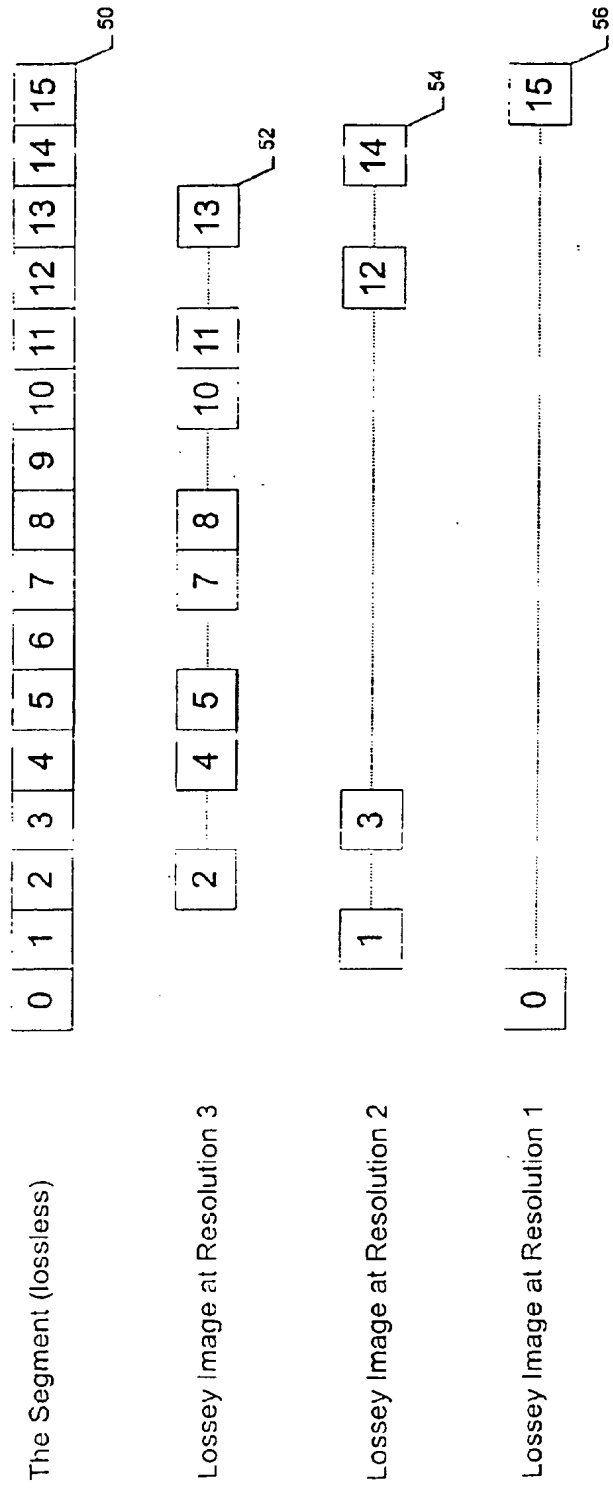 The Segment (lossless)
0 1 2 3 4 5 6 7 8 9 10 11 12 13 14 15
50
Lossey Image at Resolution 3
2 4 5 7 8 10 11 13
52
Lossey Image at Resolution 2
1 3 12 14
54
Lossey Image at Resolution 1
0 15
56